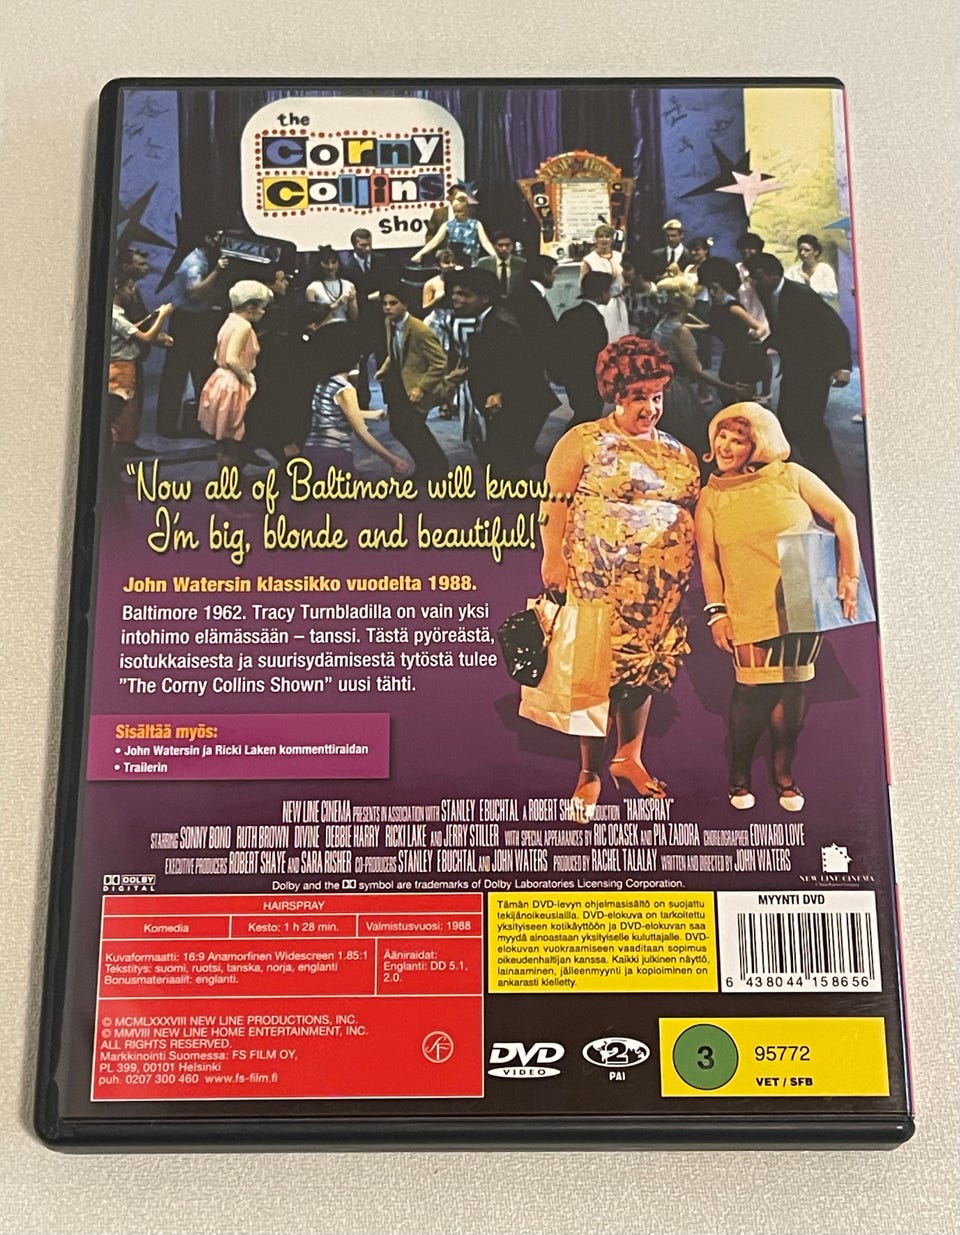 the
Corny
Collins
Show
"Now all of Baltimore will know...
I'm big, blonde and beautiful!"
John Watersin klassikko vuodelta 1988.
Baltimore 1962. Tracy Turnbladilla on vain yksi
intohimo elämässään – tanssi. Tästä pyöreästä,
isotukkaisesta ja suurisydämisestä tytöstä tulee
”The Corny Collins Shown” uusi tähti.
Sisältää myös:
• John Watersin ja Ricki Laken kommenttiraidan
• Trailerin
NEW LINE CINEMA PRESENTS IN ASSOCIATION WITH STANLEY F. BUCHTAL A ROBERT SHAYE PRODUCTION "HAIRSPRAY"
STARRING SONNY BONO RUTH BROWN DIVINE DEBBIE HARRY RICKI LAKE AND JERRY STILLER WITH SPECIAL APPEARANCES BY RIC OCASEK AND PIA ZADORA CHOREOGRAPHER EDWARD LOVE
EXECUTIVE PRODUCERS ROBERT SHAYE AND SARA RISHER CO-PRODUCERS STANLEY F. BUCHTAL AND JOHN WATERS PRODUCED BY RACHEL TALALAY WRITTEN AND DIRECTED BY JOHN WATERS
DOLBY
DIGITAL
NEW LINE CINEMA
Dolby and the DD symbol are trademarks of Dolby Laboratories Licensing Corporation.
HAIRSPRAY
Komedia
Kesto: 1 h 28 min.
Valmistusvuosi: 1988
Kuvaformaatti: 16:9 Anamorfinen Widescreen 1.85:1
Tekstitys: suomi, ruotsi, tanska, norja, englanti
Bonusmateriaalit: englanti.
Ääniraidat:
Englanti: DD 5.1,
2.0.
© MCMLXXXVIII NEW LINE PRODUCTIONS, INC.
© MMVIII NEW LINE HOME ENTERTAINMENT, INC.
ALL RIGHTS RESERVED.
Markkinointi Suomessa: FS FILM OY,
PL 399, 00101 Helsinki
puh. 0207 300 460 www.fs-film.fi
SF
Tämän DVD-levyn ohjelmasisältö on suojattu
tekijänoikeuslailla. DVD-elokuva on tarkoitettu
yksityiseen kotikäyttöön ja DVD-elokuvan saa
myydä ainoastaan yksityiselle kuluttajalle. DVD-
elokuvan vuokraamiseen vaaditaan sopimus
oikeudenhaltijan kanssa. Kaikki julkinen näyttö,
lainaaminen, jälleenmyynti ja kopioiminen on
ankarasti kielletty.
MYYNTI DVD
6 438044 158656
DVD
VIDEO
2
PAL
3
95772
VET / SFB